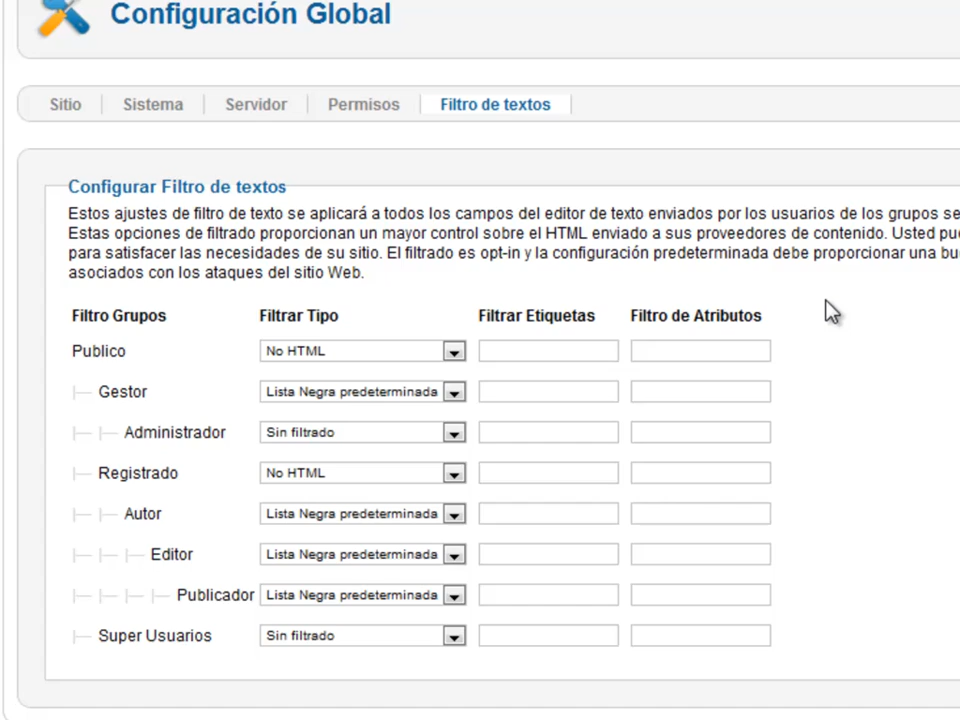 Configuración Global
Sitio Sistema Servidor Permisos Filtro de textos
Configurar Filtro de textos
Estos ajustes de filtro de texto se aplicará a todos los campos del editor de texto enviados por los usuarios de los grupos se
Estas opciones de filtrado proporcionan un mayor control sobre el HTML enviado a sus proveedores de contenido. Usted pue
para satisfacer las necesidades de su sitio. El filtrado es opt-in y la configuración predeterminada debe proporcionar una bue
asociados con los ataques del sitio Web.
Filtro Grupos Filtrar Tipo Filtrar Etiquetas Filtro de Atributos
Publico No HTML
Gestor Lista Negra predeterminada
Administrador Sin filtrado
Registrado No HTML
Autor Lista Negra predeterminada
Editor Lista Negra predeterminada
Publicador Lista Negra predeterminada
Super Usuarios Sin filtrado